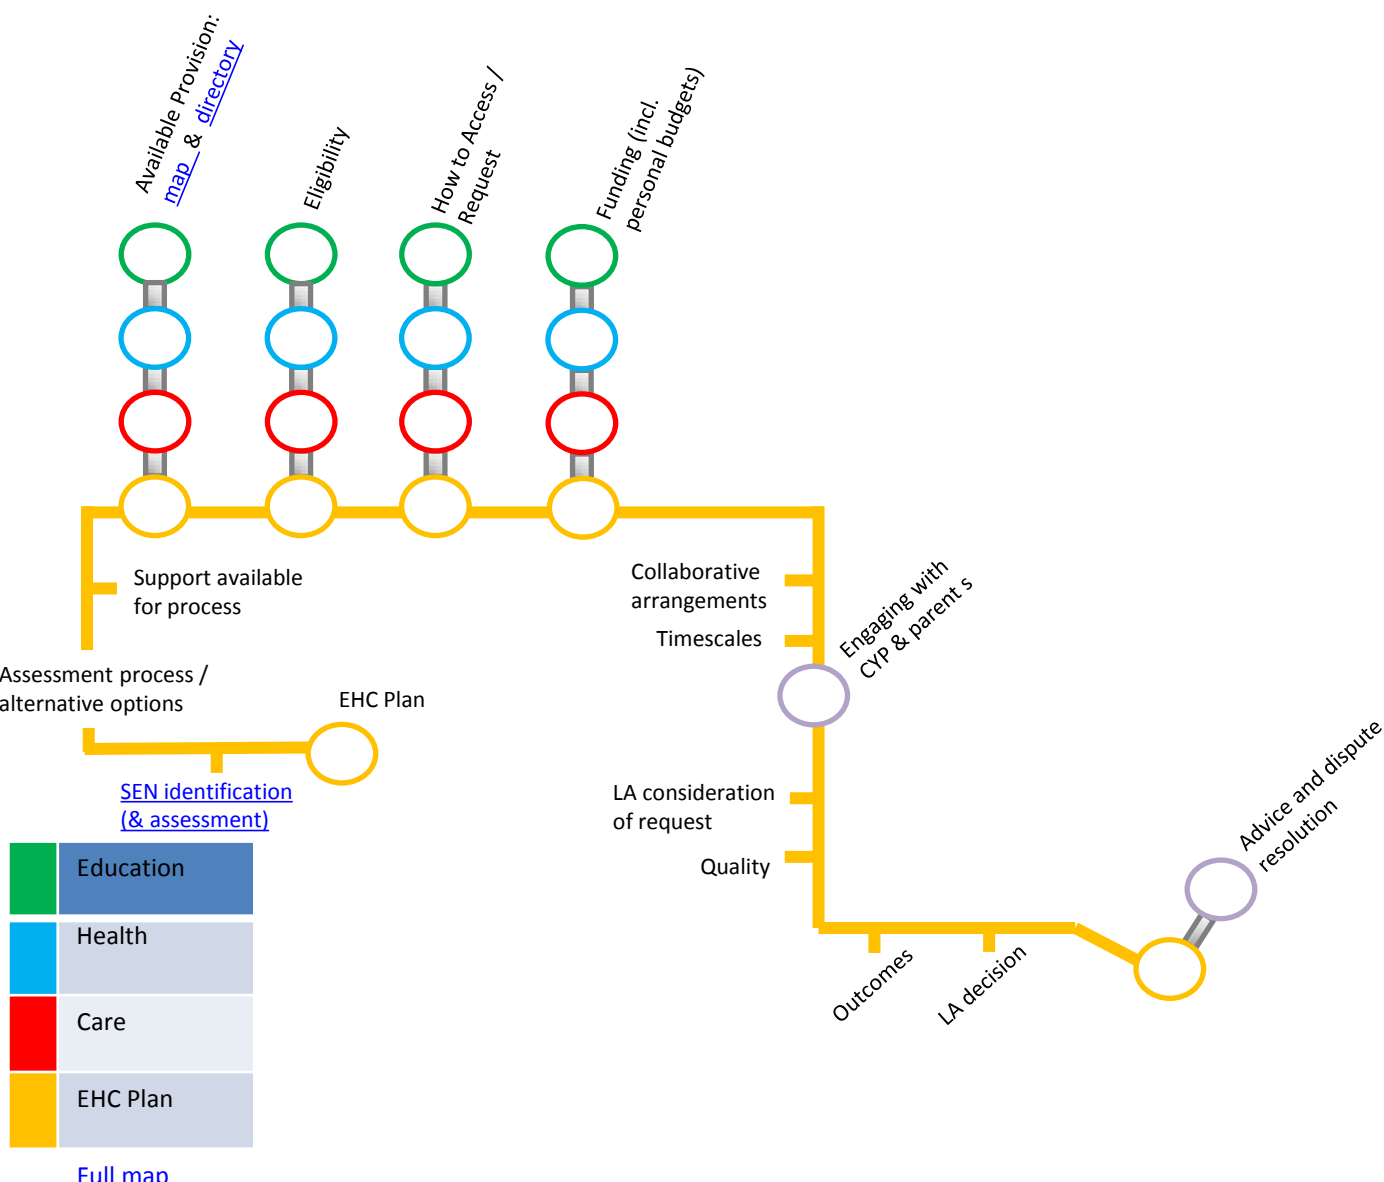 Available Provision:
map & directory
Eligibility
How to Access /
Request
Funding (incl.
personal budgets)
Support available
for process
Collaborative
arrangements
Timescales
Engaging with
CYP & parent s
Assessment process /
alternative options
EHC Plan
SEN identification
(& assessment)
LA consideration
of request
Quality
Advice and dispute
resolution
Outcomes
LA decision
Education
Health
Care
EHC Plan
Full map